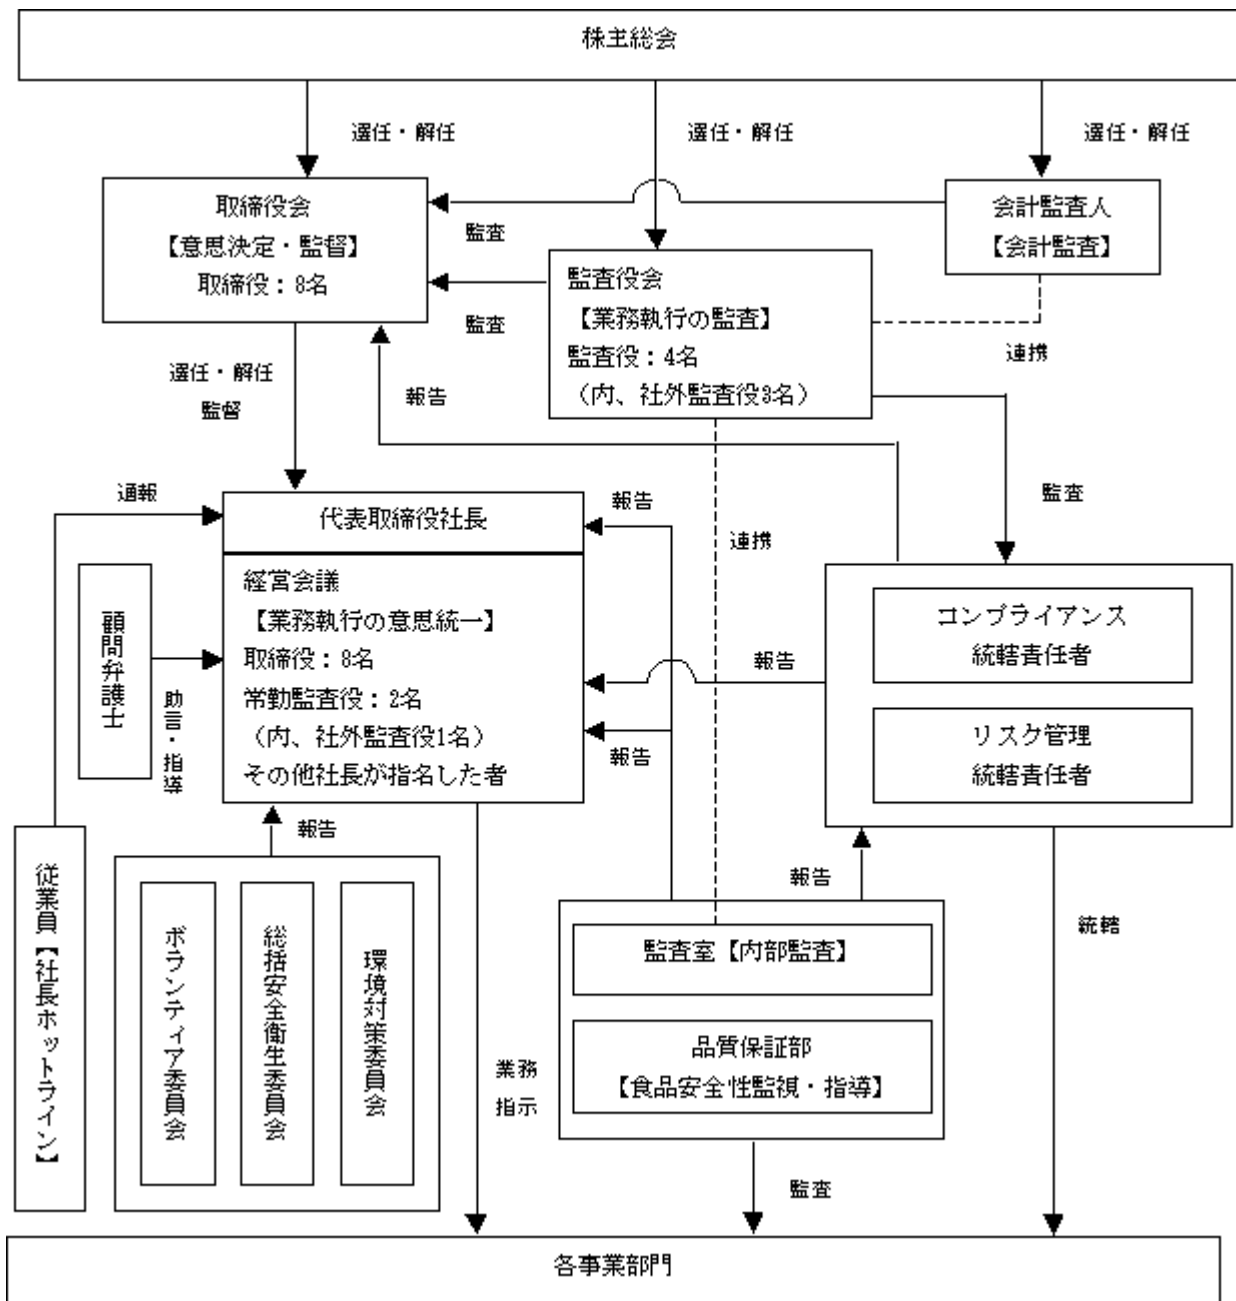 株主総会
選任・解任
選任・解任
選任・解任
取締役会
【意思決定・監督】
取締役：8名
会計監査人
【会計監査】
監査
監査
監査役会
【業務執行の監査】
監査役：4名
（内、社外監査役3名）
連携
選任・解任
監督
報告
通報
代表取締役社長
報告
連携
監査
経営会議
【業務執行の意思統一】
取締役：8名
常勤監査役：2名
（内、社外監査役1名）
その他社長が指名した者
顧問弁護士
助言・指導
報告
報告
コンプライアンス
統轄責任者
リスク管理
統轄責任者
報告
従業員【社長ホットライン】
ボランティア委員会
総括安全衛生委員会
環境対策委員会
報告
監査室【内部監査】
品質保証部
【食品安全性監視・指導】
統轄
業務
指示
監査
各事業部門